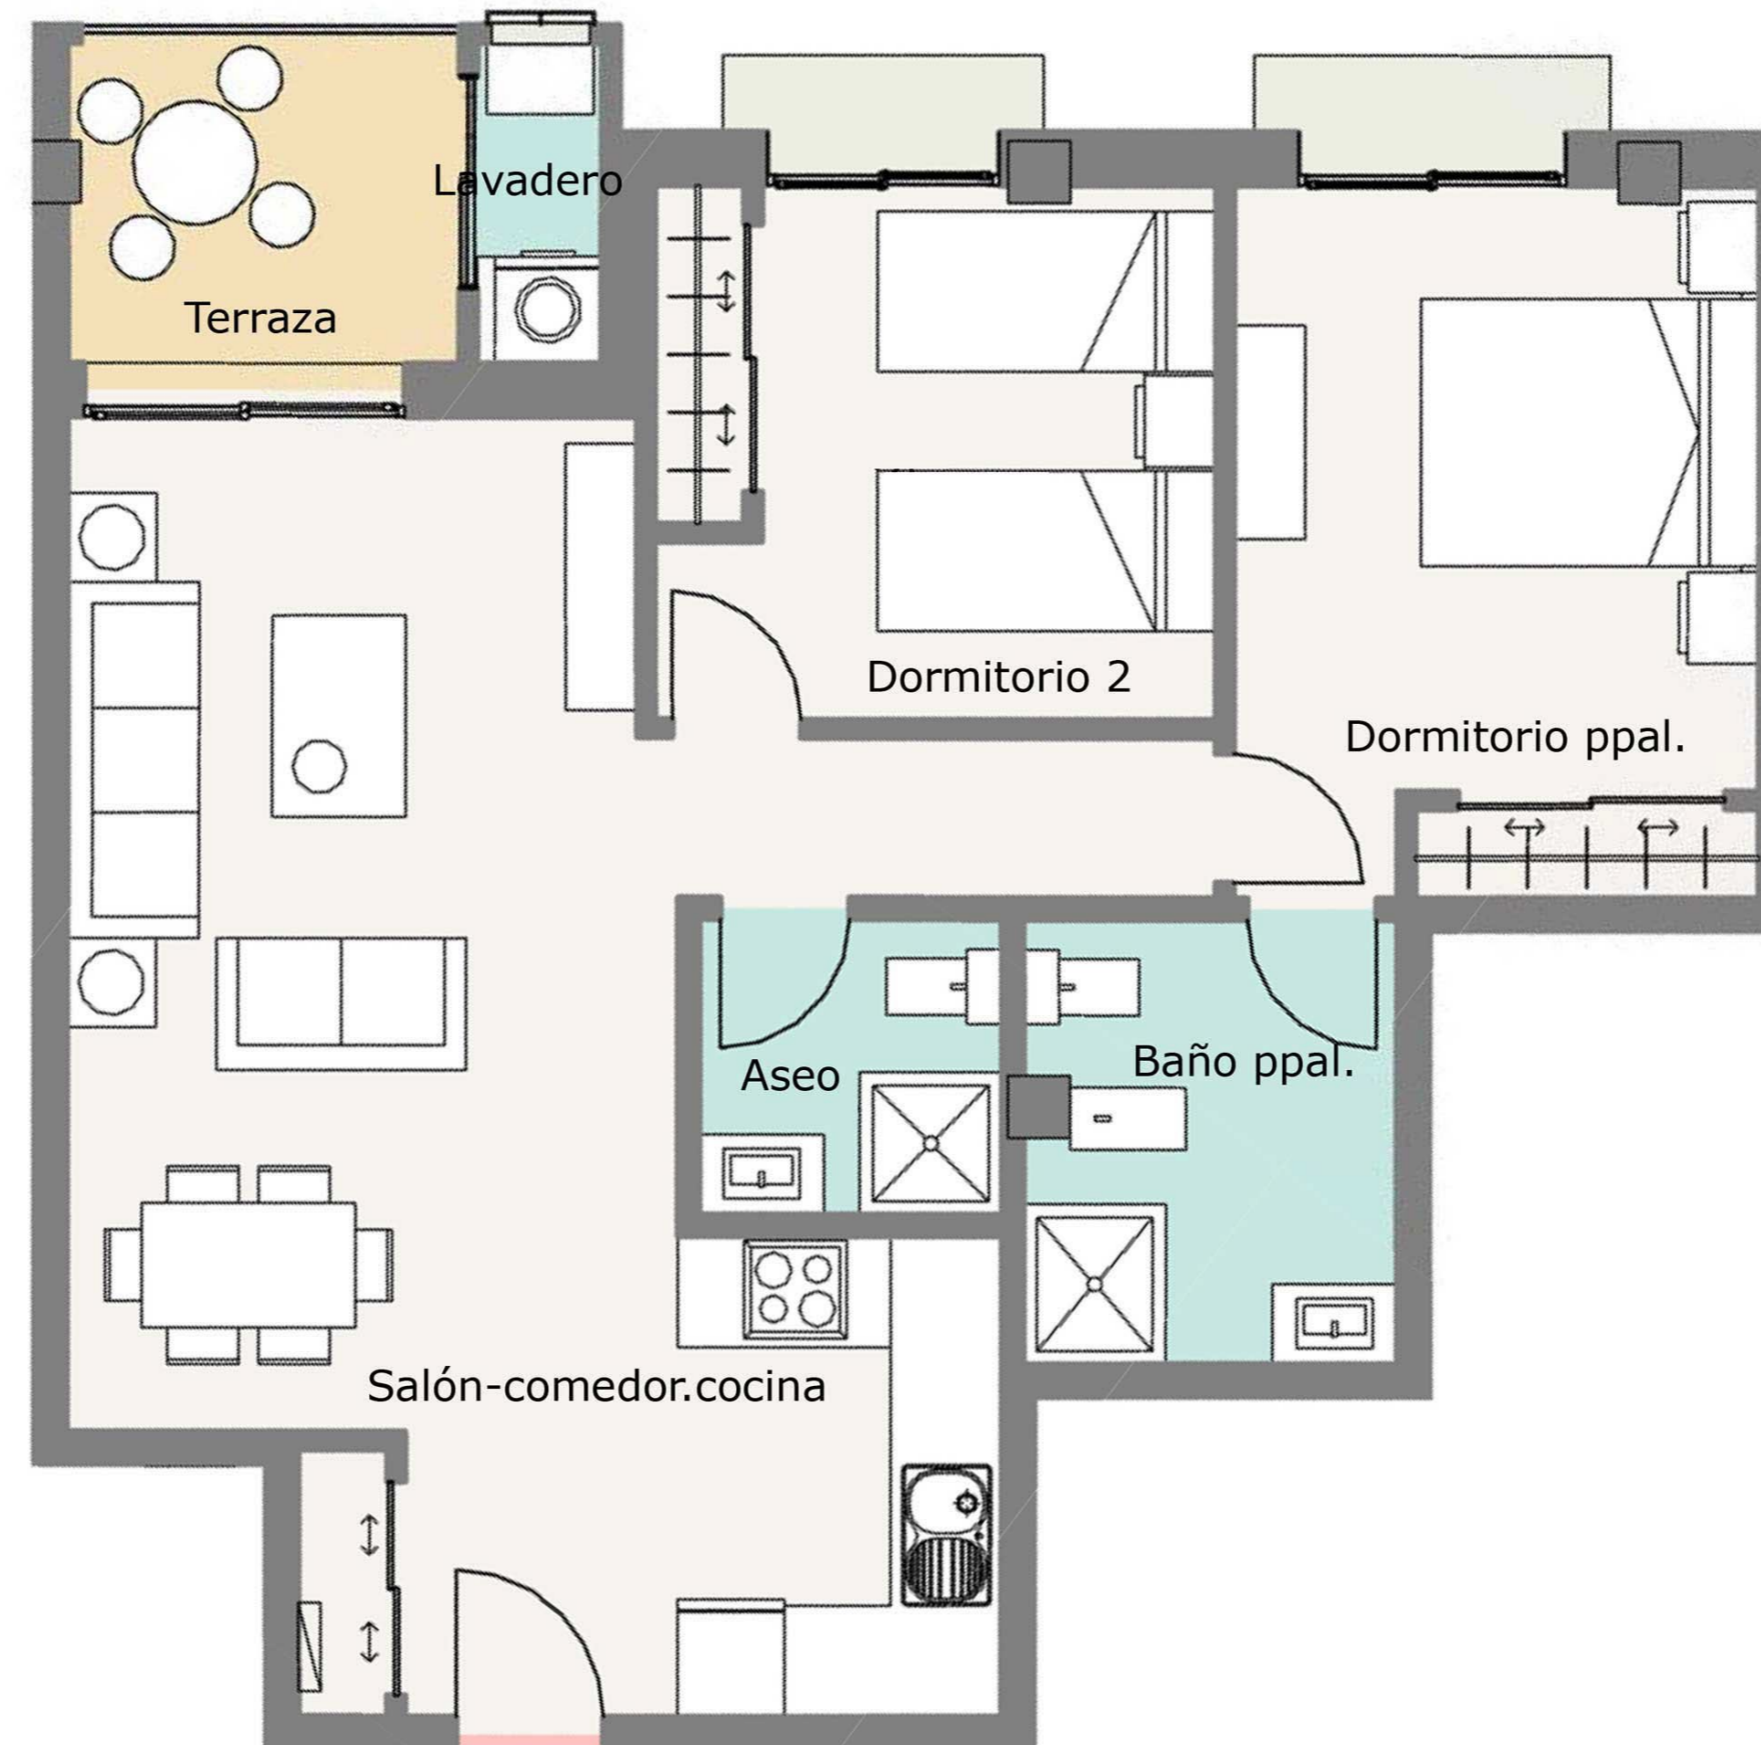 Lavadero
Terraza
Dormitorio 2
Dormitorio ppal.
Aseo
Baño ppal.
Salón-comedor.cocina